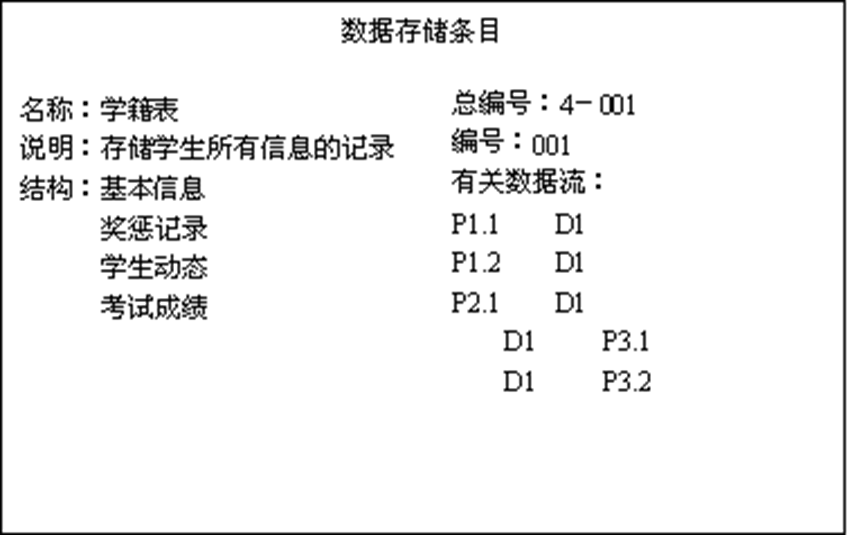 数据存储条目
名称：学籍表
说明：存储学生所有信息的记录
结构：基本信息
奖惩记录
学生动态
考试成绩
总编号：4－001
编号：001
有关数据流：
P1.1 D1
P1.2 D1
P2.1 D1
D1 P3.1
D1 P3.2